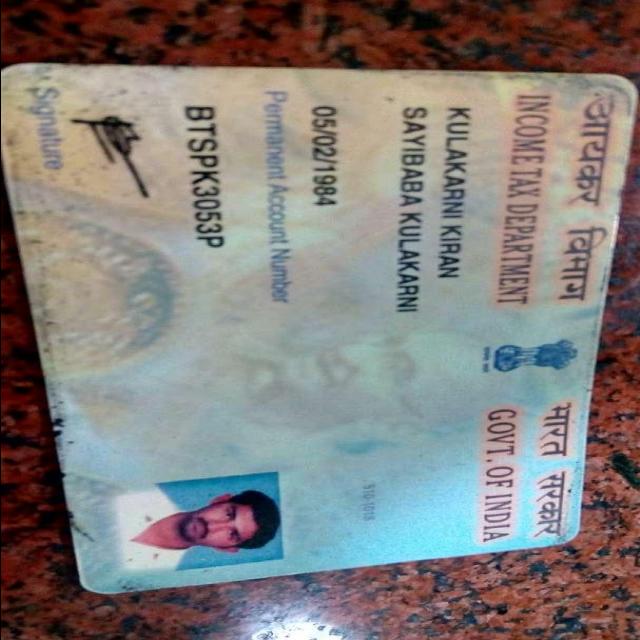 आयकर विभाग
INCOME TAX DEPARTMENT
भारत सरकार
GOVT. OF INDIA
KULAKARNI KIRAN
SAYIBABA KULAKARNI
05/02/1984
Permanent Account Number
BTSPK3053P
Signature